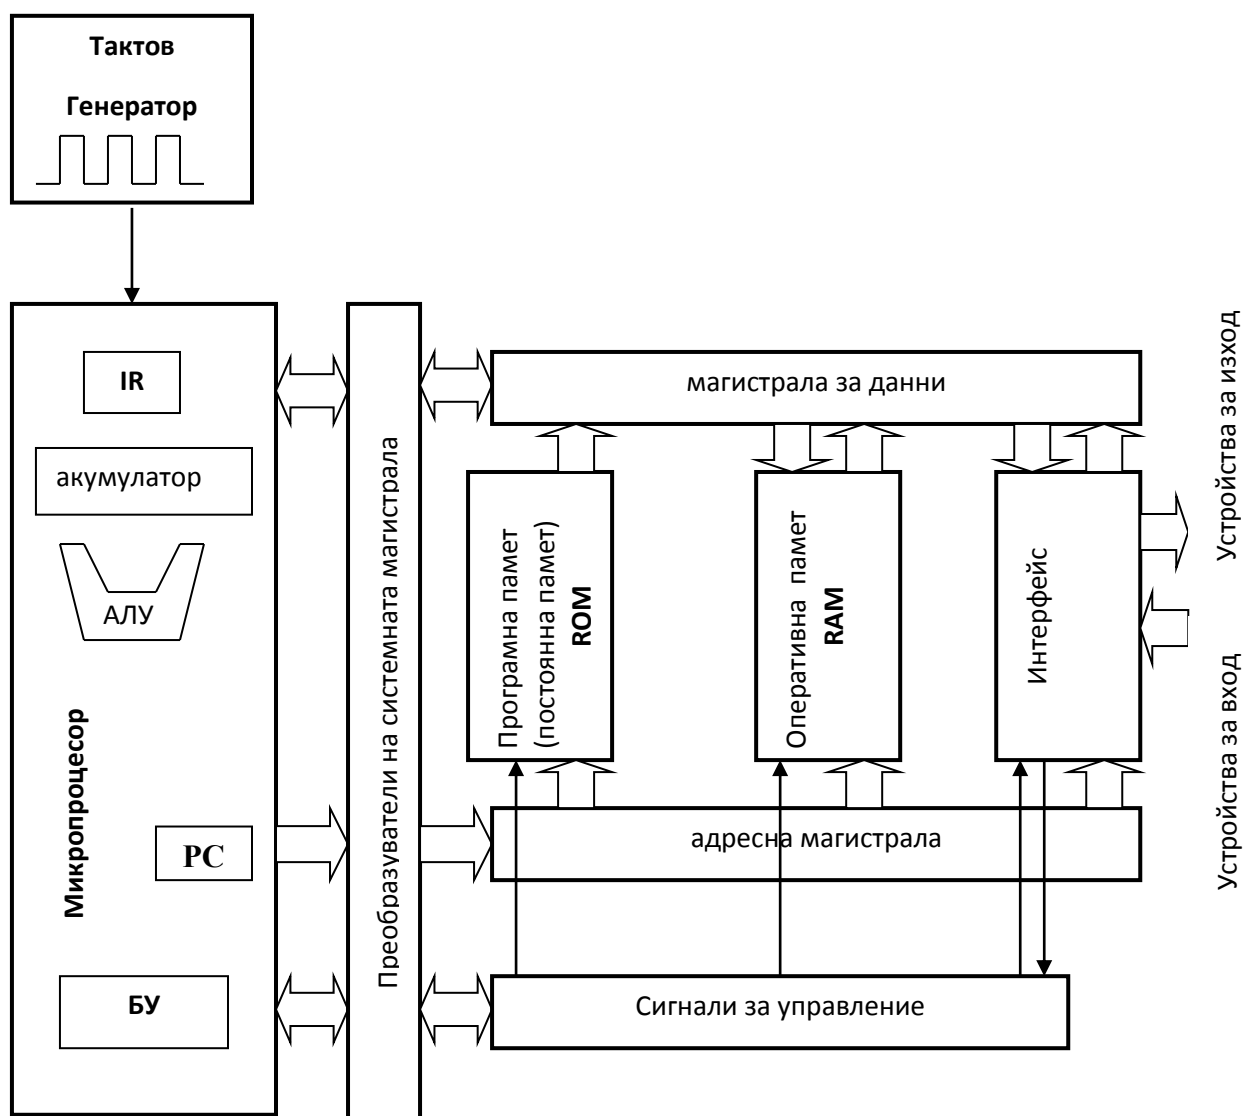 Тактов
Генератор
IR
акумулатор
АЛУ
Микропроцесор
PC
БУ
Преобразуватели на системната магистрала
магистрала за данни
Програмна памет
(постоянна памет)
ROM
Оперативна памет
RAM
Интерфейс
адресна магистрала
Сигнали за управление
Устройства за изход
Устройства за вход